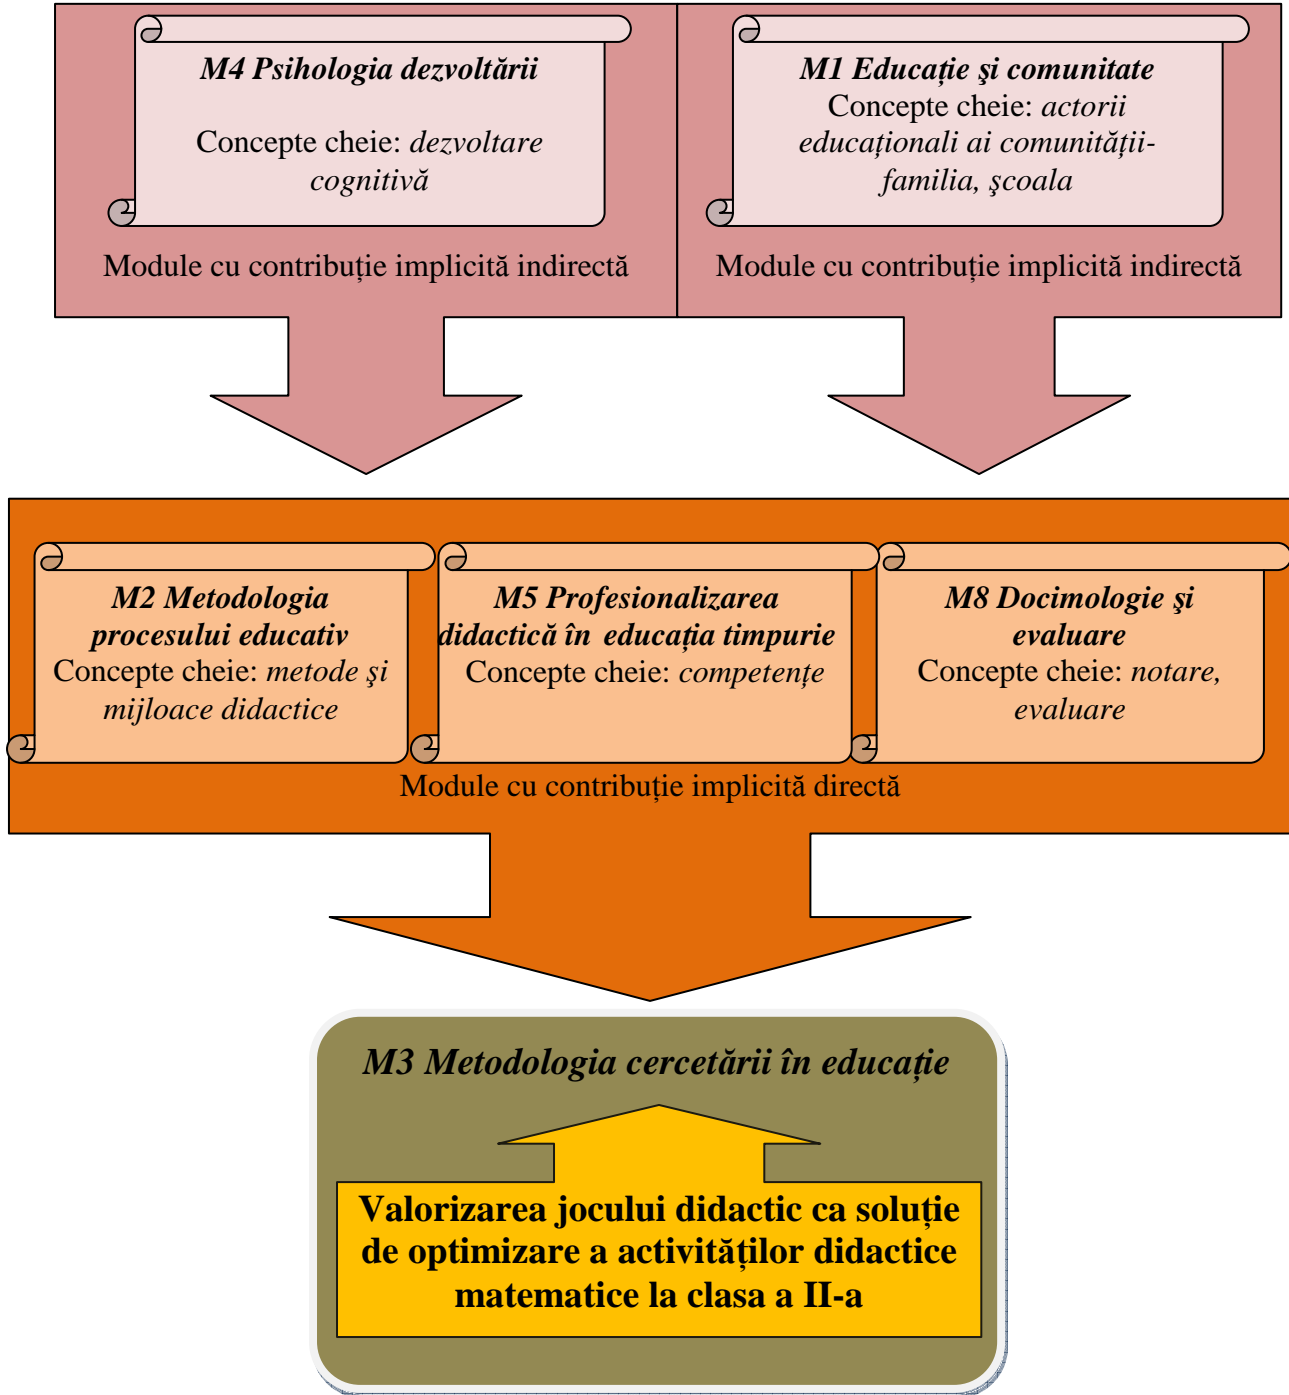 M4 Psihologia dezvoltării
Concepte cheie: dezvoltare
cognitivă
Module cu contribuție implicită indirectă
M1 Educație şi comunitate
Concepte cheie: actorii
educaționali ai comunității-
familia, şcoala
Module cu contribuție implicită indirectă
M2 Metodologia
procesului educativ
Concepte cheie: metode şi
mijloace didactice
M5 Profesionalizarea
didactică în educația timpurie
Concepte cheie: competențe
M8 Docimologie şi
evaluare
Concepte cheie: notare,
evaluare
Module cu contribuție implicită directă
M3 Metodologia cercetării în educație
Valorizarea jocului didactic ca soluție
de optimizare a activităților didactice
matematice la clasa a II-a